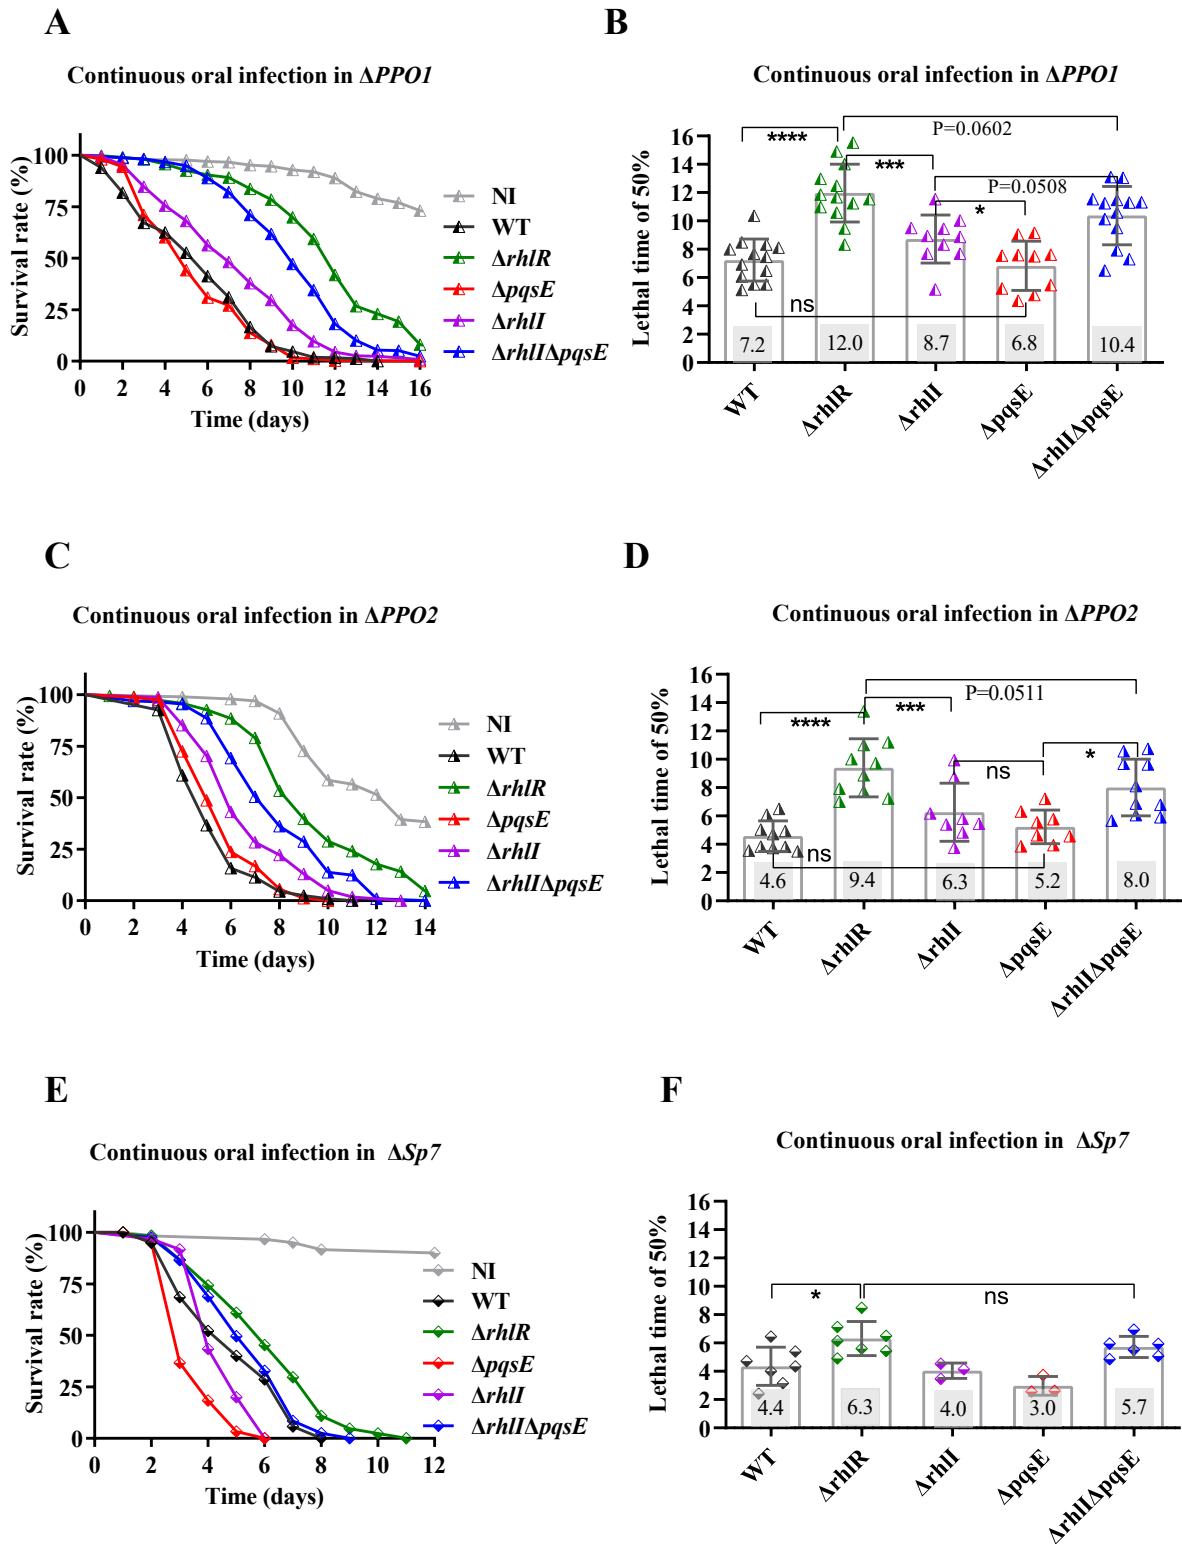 A
Continuous oral infection in ΔPPO1
Survival rate (%)
100
75
50
25
0
0 2 4 6 8 10 12 14 16
Time (days)
NI
WT
ΔrhlR
ΔpqsE
ΔrhlI
ΔrhlIΔpqsE
B
Continuous oral infection in ΔPPO1
Lethal time of 50%
16
14
12
10
8
6
4
2
0
P=0.0602
****
***
P=0.0508
*
ns
7.2 12.0 8.7 6.8 10.4
WT ΔrhlR ΔrhlI ΔpqsE ΔrhlIΔpqsE
C
Continuous oral infection in ΔPPO2
Survival rate (%)
100
75
50
25
0
0 2 4 6 8 10 12 14
Time (days)
NI
WT
ΔrhlR
ΔpqsE
ΔrhlI
ΔrhlIΔpqsE
D
Continuous oral infection in ΔPPO2
Lethal time of 50%
16
14
12
10
8
6
4
2
0
P=0.0511
****
***
ns
*
ns
4.6 9.4 6.3 5.2 8.0
WT ΔrhlR ΔrhlI ΔpqsE ΔrhlIΔpqsE
E
Continuous oral infection in ΔSp7
Survival rate (%)
100
75
50
25
0
0 2 4 6 8 10 12
Time (days)
NI
WT
ΔrhlR
ΔpqsE
ΔrhlI
ΔrhlIΔpqsE
F
Continuous oral infection in ΔSp7
Lethal time of 50%
16
14
12
10
8
6
4
2
0
*
ns
4.4 6.3 4.0 3.0 5.7
WT ΔrhlR ΔrhlI ΔpqsE ΔrhlIΔpqsE